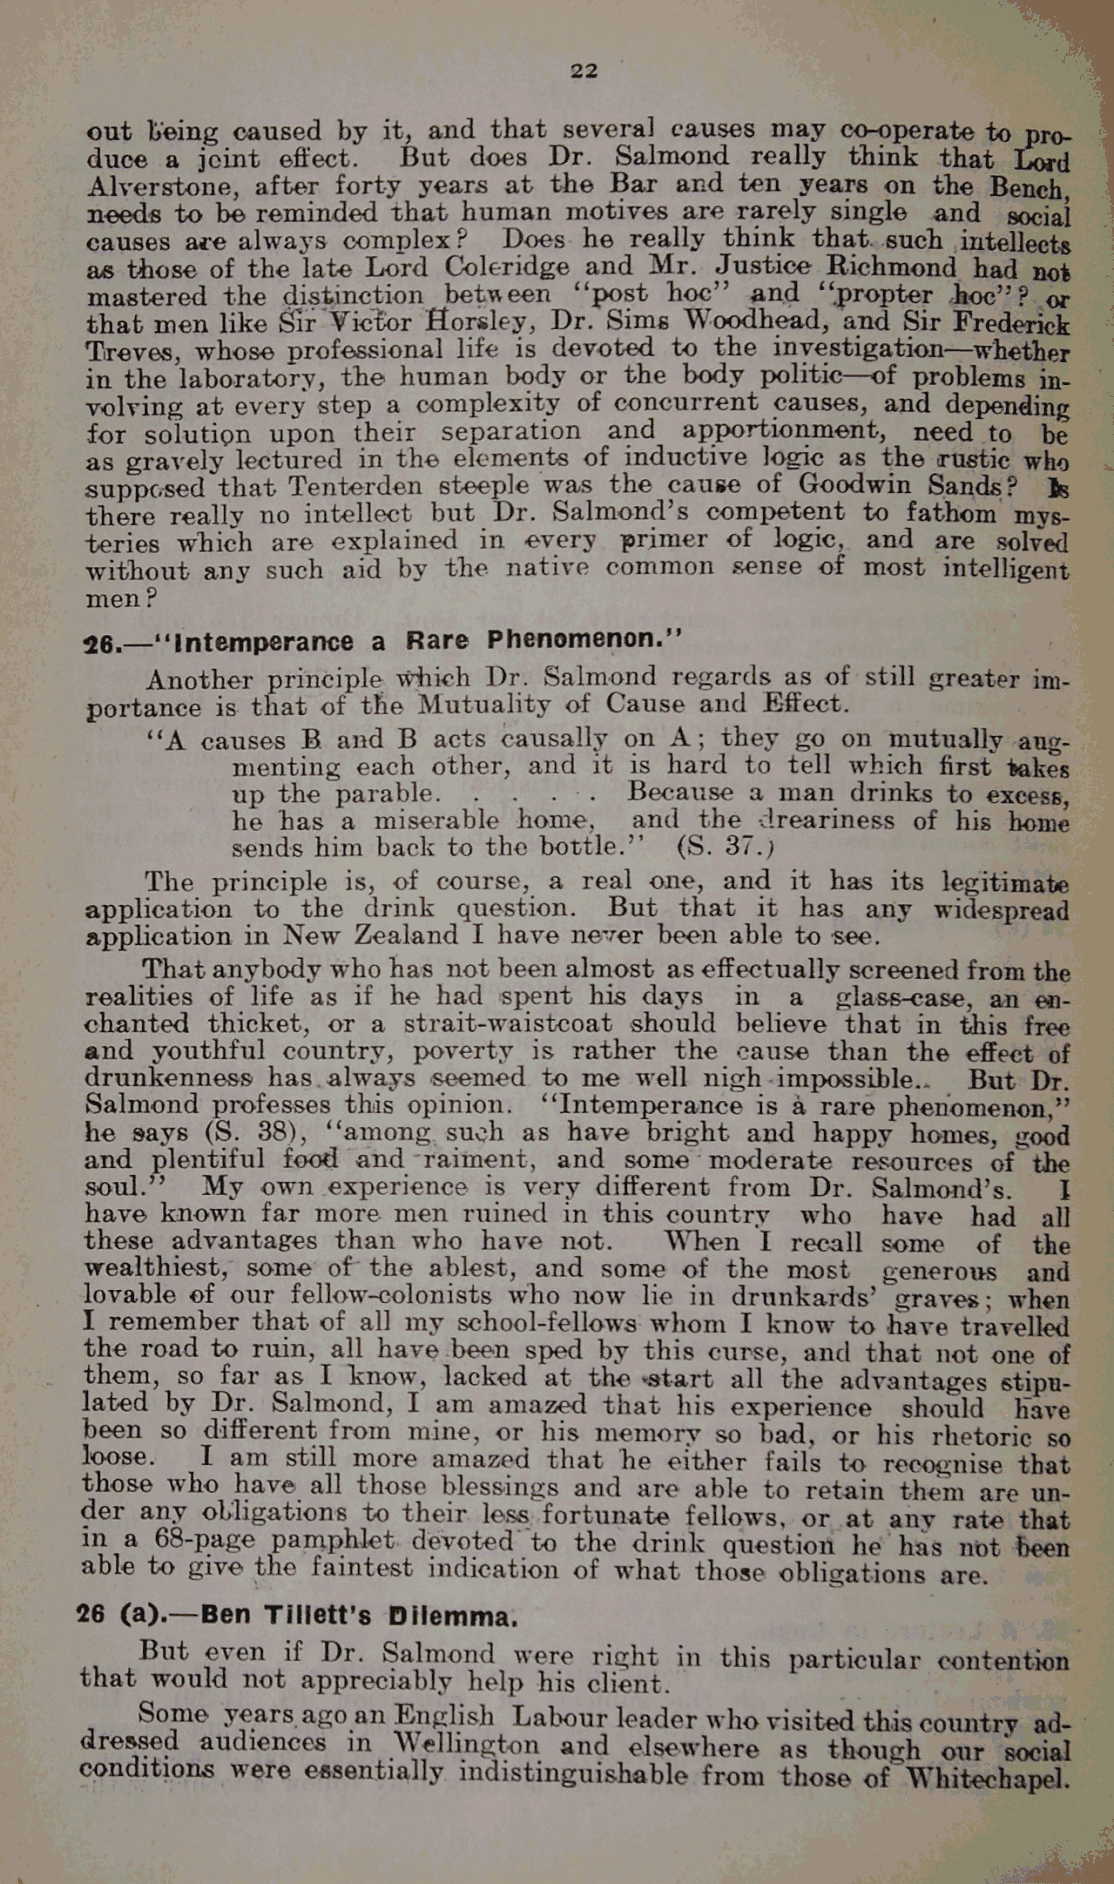 22
out being caused by it, and that several causes may co-operate to pro-
duce a joint effect. But does Dr. Salmond really think that Lord
Alverstone, after forty years at the Bar and ten years on the Bench,
needs to be reminded that human motives are rarely single and social
causes are always complex? Does he really think that such intellects
as those of the late Lord Coleridge and Mr. Justice Richmond had not
mastered the distinction between "post hoc" and "propter hoc"? or
that men like Sir Victor Horsley, Dr. Sims Woodhead, and Sir Frederick
Treves, whose professional life is devoted to the investigation—whether
in the laboratory, the human body or the body politic—of problems in-
volving at every step a complexity of concurrent causes, and depending
for solution upon their separation and apportionment, need to be
as gravely lectured in the elements of inductive logic as the rustic who
supposed that Tenterden steeple was the cause of Goodwin Sands? Is
there really no intellect but Dr. Salmond's competent to fathom mys-
teries which are explained in every primer of logic, and are solved
without any such aid by the native common sense of most intelligent
men?
26.—"Intemperance a Rare Phenomenon."
Another principle which Dr. Salmond regards as of still greater im-
portance is that of the Mutuality of Cause and Effect.
"A causes B and B acts causally on A; they go on mutually aug-
menting each other, and it is hard to tell which first takes
up the parable. . . . . . Because a man drinks to excess,
he has a miserable home, and the dreariness of his home
sends him back to the bottle." (S. 37.)
The principle is, of course, a real one, and it has its legitimate
application to the drink question. But that it has any widespread
application in New Zealand I have never been able to see.
That anybody who has not been almost as effectually screened from the
realities of life as if he had spent his days in a glass-case, an en-
chanted thicket, or a strait-waistcoat should believe that in this free
and youthful country, poverty is rather the cause than the effect of
drunkenness has always seemed to me well nigh impossible. But Dr.
Salmond professes this opinion. "Intemperance is a rare phenomenon,"
he says (S. 38), "among such as have bright and happy homes, good
and plentiful food and raiment, and some moderate resources of the
soul." My own experience is very different from Dr. Salmond's. I
have known far more men ruined in this country who have had all
these advantages than who have not. When I recall some of the
wealthiest, some of the ablest, and some of the most generous and
lovable of our fellow-colonists who now lie in drunkards' graves; when
I remember that of all my school-fellows whom I know to have travelled
the road to ruin, all have been sped by this curse, and that not one of
them, so far as I know, lacked at the start all the advantages stipu-
lated by Dr. Salmond, I am amazed that his experience should have
been so different from mine, or his memory so bad, or his rhetoric so
loose. I am still more amazed that he either fails to recognise that
those who have all those blessings and are able to retain them are un-
der any obligations to their less fortunate fellows, or at any rate that
in a 68-page pamphlet devoted to the drink question he has not been
able to give the faintest indication of what those obligations are.
26 (a).—Ben Tillett's Dilemma.
But even if Dr. Salmond were right in this particular contention
that would not appreciably help his client.
Some years ago an English Labour leader who visited this country ad-
dressed audiences in Wellington and elsewhere as though our social
conditions were essentially indistinguishable from those of Whitechapel.